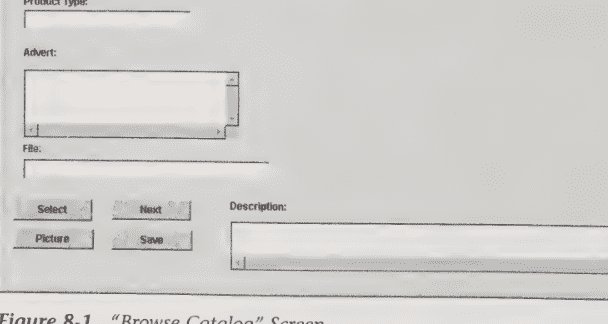 Product Type:
Advert:
File:
Select Next
Picture Save
Description:
Figure 8-1 "Browse Catalog" Screen